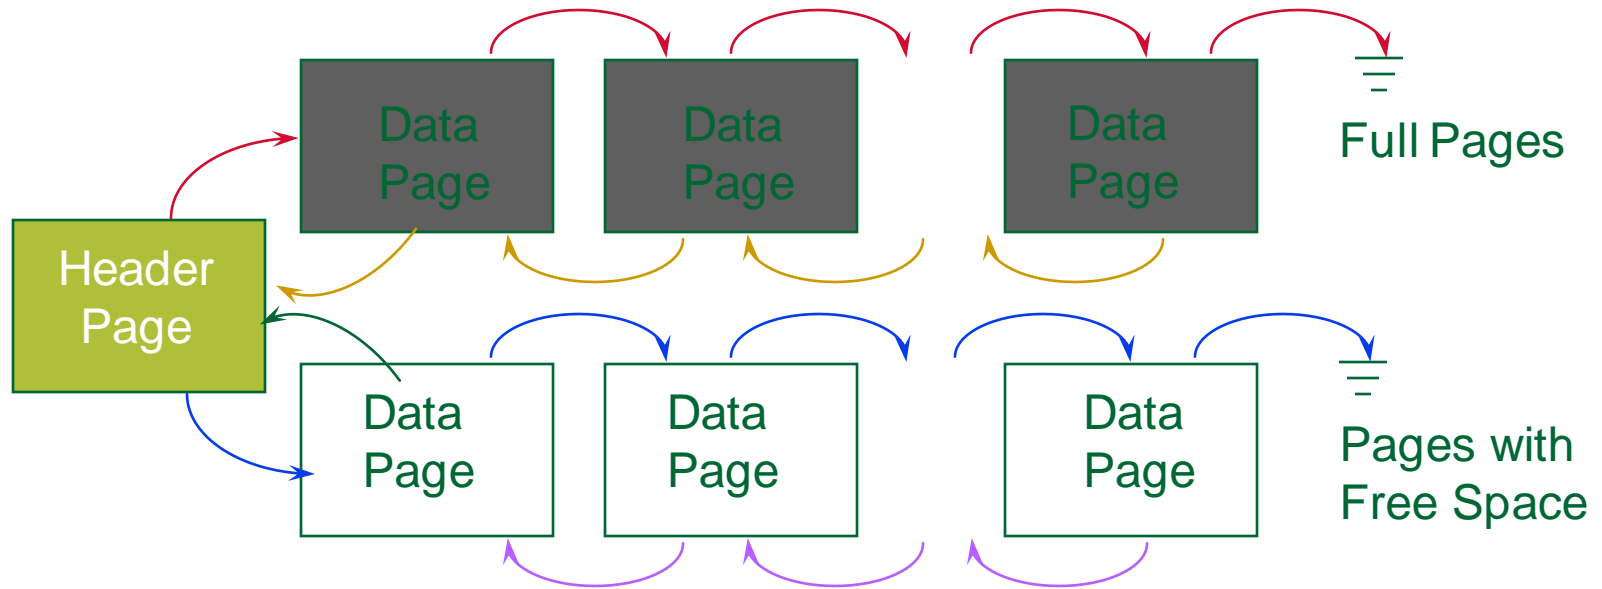 Data
Page
Data
Page
Data
Page
Full Pages
Header
Page
Data
Page
Data
Page
Data
Page
Pages with
Free Space